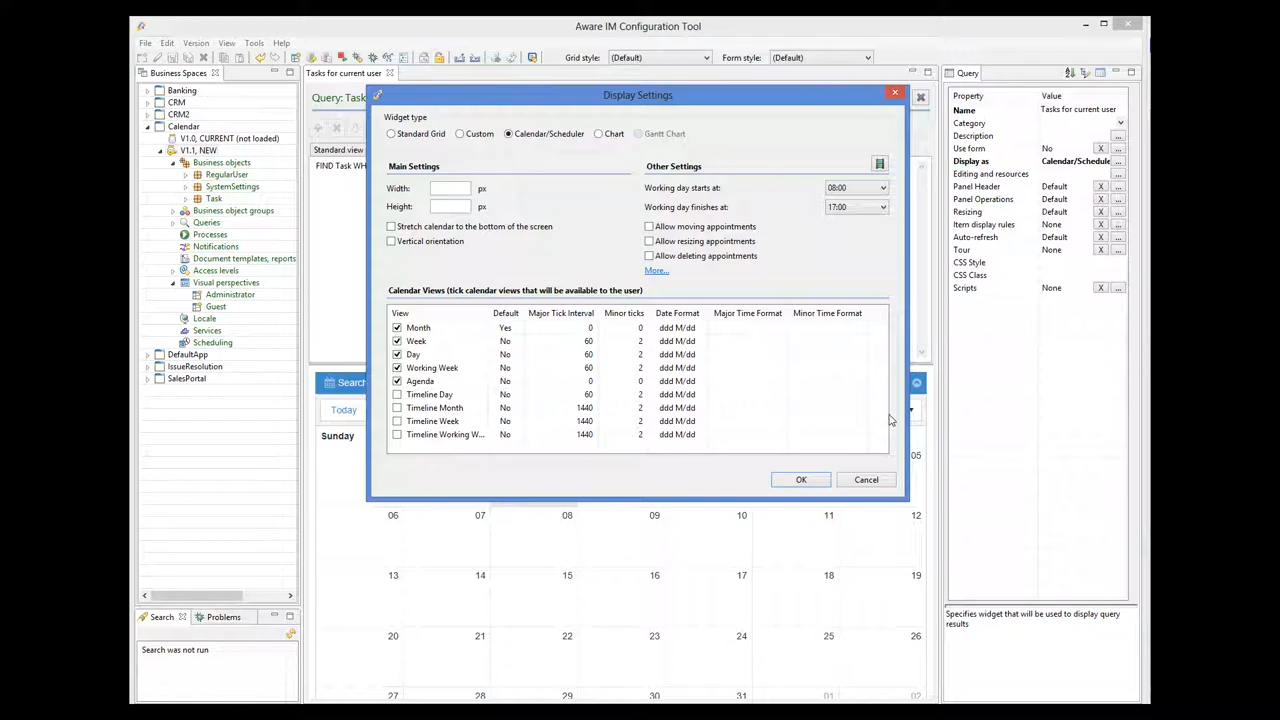 Aware IM Configuration Tool
File Edit Version View Tools Help
Grid style: (Default) Form style: (Default)
Business Spaces
Banking
CRM
CRM2
Calendar
V1.0, CURRENT (not loaded)
V1.1, NEW
Business objects
RegularUser
SystemSettings
Task
Business object groups
Queries
Processes
Notifications
Document templates, reports
Access levels
Visual perspectives
Administrator
Guest
Locale
Services
Scheduling
DefaultApp
IssueResolution
SalesPortal
Search Problems
Search was not run
Tasks for current user
Query: Task
Standard view
FIND Task WH
Display Settings
Widget type
Standard Grid Custom Calendar/Scheduler Chart Gantt Chart
Main Settings
Width: px
Height: px
Stretch calendar to the bottom of the screen
Vertical orientation
Other Settings
Working day starts at: 08:00
Working day finishes at: 17:00
Allow moving appointments
Allow resizing appointments
Allow deleting appointments
More...
Calendar Views (tick calendar views that will be available to the user)
View Default Major Tick Interval Minor ticks Date Format Major Time Format Minor Time Format
Month Yes 0 0 ddd M/dd
Week No 60 2 ddd M/dd
Day No 60 2 ddd M/dd
Working Week No 60 2 ddd M/dd
Agenda No 0 0 ddd M/dd
Timeline Day No 60 2 ddd M/dd
Timeline Month No 1440 2 ddd M/dd
Timeline Week No 1440 2 ddd M/dd
Timeline Working W... No 1440 2 ddd M/dd
OK Cancel
Search
Today
Sunday
05
06 07 08 09 10 11 12
13 14 15 16 17 18 19
20 21 22 23 24 25 26
27 28 29 30 31 01 02
Query
Property Value
Name Tasks for current user
Category
Description ...
Use form No
Display as Calendar/Schedule ...
Editing and resources ...
Panel Header Default X ...
Panel Operations Default X ...
Resizing Default X ...
Item display rules None X ...
Auto-refresh Default X ...
Tour None X ...
CSS Style
CSS Class
Scripts None X ...
Specifies widget that will be used to display query
results